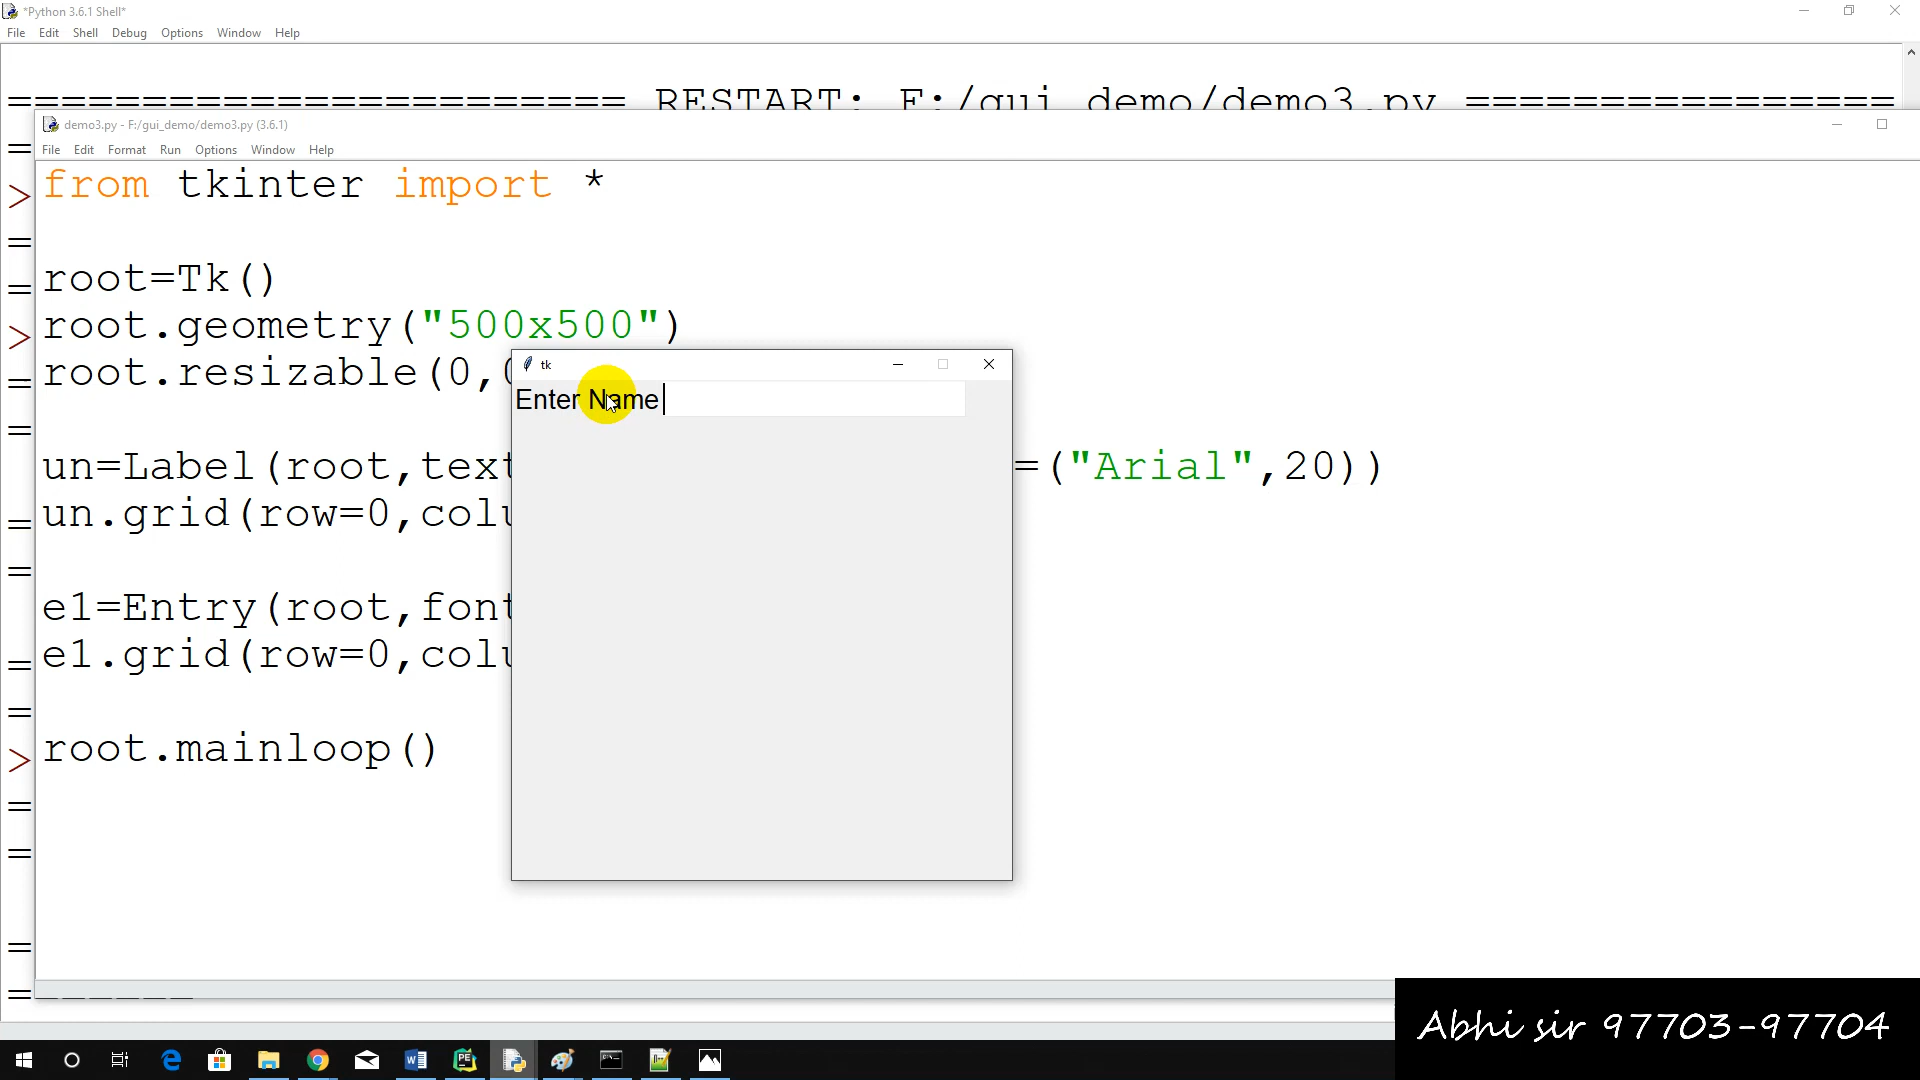 *Python 3.6.1 Shell*
File Edit Shell Debug Options Window Help
======================= RESTART: F:/gui_demo/demo3.py ================
demo3.py - F:/gui_demo/demo3.py (3.6.1)
File Edit Format Run Options Window Help
from tkinter import *
root=Tk()
root.geometry("500x500")
root.resizable(0,
tk
Enter Name
un=Label(root,text =("Arial",20))
un.grid(row=0,colu
e1=Entry(root,font
e1.grid(row=0,colu
root.mainloop()
Abhi sir 97703-97704